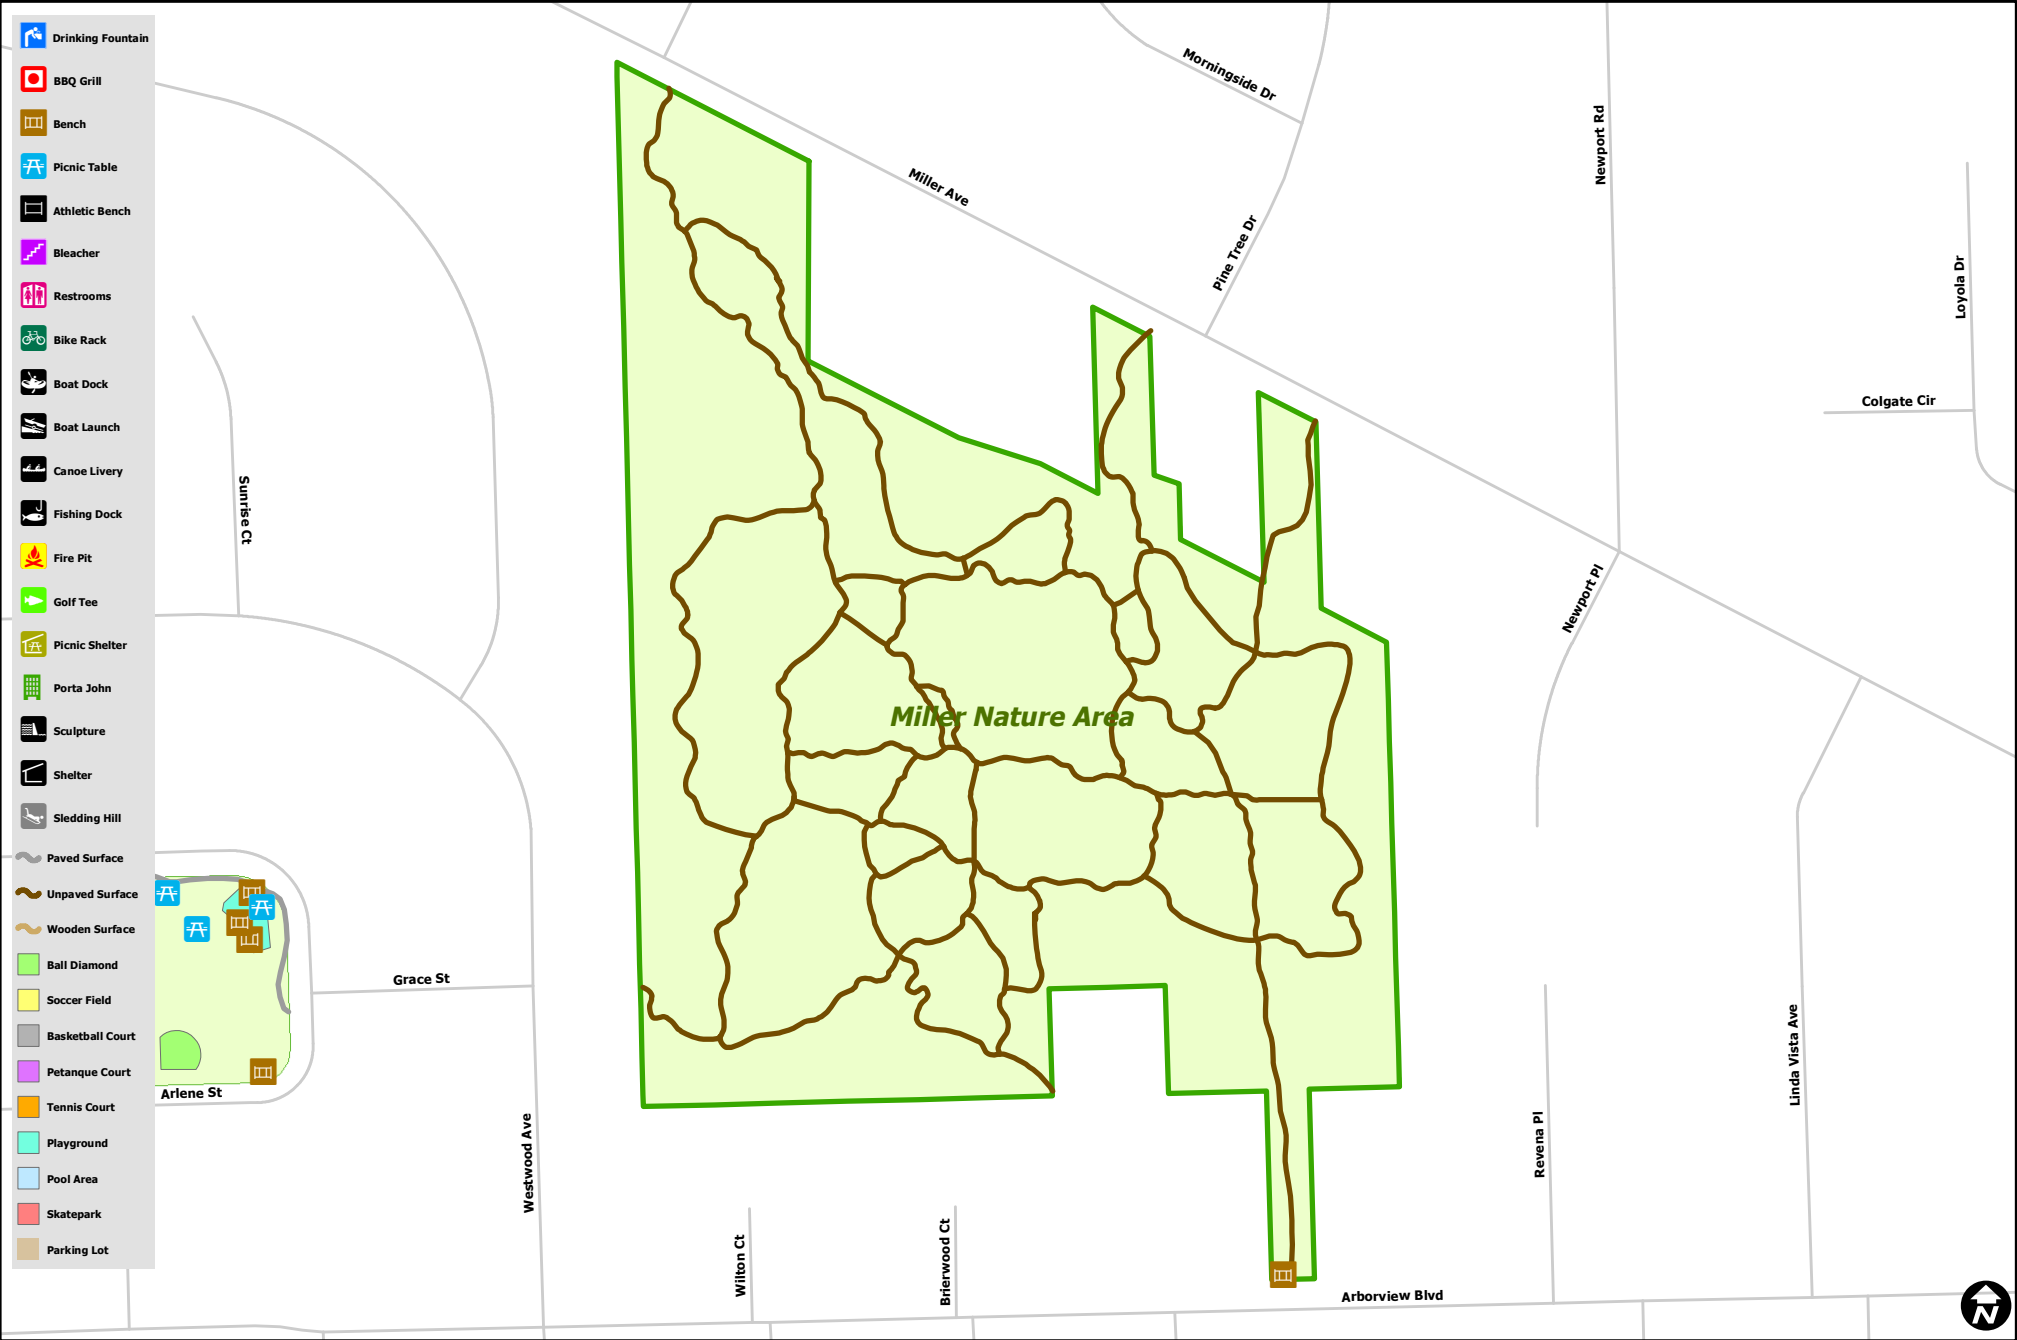 Drinking Fountain
BBQ Grill
Bench
Picnic Table
Athletic Bench
Bleacher
Restrooms
Bike Rack
Boat Dock
Boat Launch
Canoe Livery
Fishing Dock
Fire Pit
Golf Tee
Picnic Shelter
Porta John
Sculpture
Shelter
Sledding Hill
Paved Surface
Unpaved Surface
Wooden Surface
Ball Diamond
Soccer Field
Basketball Court
Petanque Court
Tennis Court
Playground
Pool Area
Skatepark
Parking Lot
Morningside Dr
Miller Ave
Pine Tree Dr
Newport Rd
Loyola Dr
Colgate Cir
Sunrise Ct
Newport Pl
Miller Nature Area
Grace St
Arlene St
Westwood Ave
Wilton Ct
Brierwood Ct
Revena Pl
Linda Vista Ave
Arborview Blvd
N